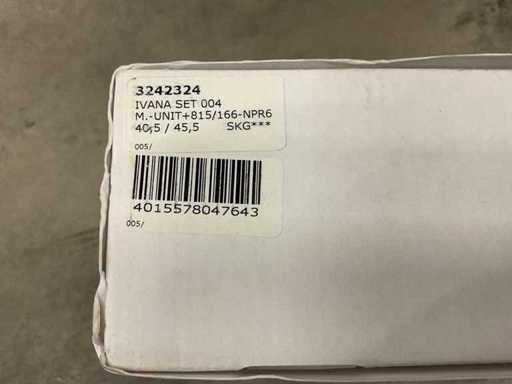 3242324
IVANA SET 004
M.-UNIT+815/166-NPR6
40,5 / 45,5 SKG***
005/
4015578047643
005/